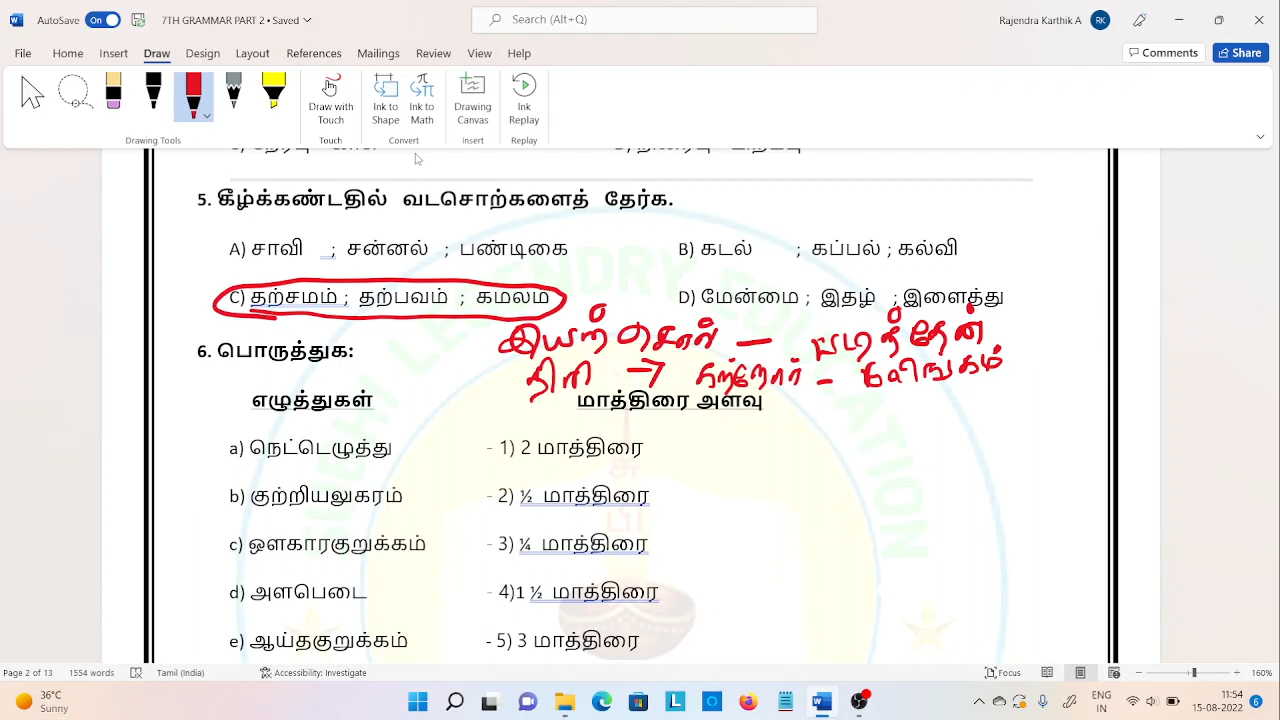 AutoSave On 7TH GRAMMAR PART 2 • Saved Search (Alt+Q) Rajendra Karthik A RK
File Home Insert Draw Design Layout References Mailings Review View Help Comments Share
Draw with Touch Ink to Shape Ink to Math Drawing Canvas Ink Replay
Drawing Tools Touch Convert Insert Replay
5. கீழ்க்கண்டதில் வடசொற்களைத் தேர்க.
A) சாவி ; சன்னல் ; பண்டிகை B) கடல் ; கப்பல் ; கல்வி
C) தற்சமம் ; தற்பவம் ; கமலம் D) மேன்மை ; இதழ் ; இளைத்து
இயற்சொல் –
திரி →
6. பொருத்துக:
எழுத்துகள் மாத்திரை அளவு
a) நெட்டெழுத்து - 1) 2 மாத்திரை
b) குற்றியலுகரம் - 2) ½ மாத்திரை
c) ஔகாரகுறுக்கம் - 3) ¼ மாத்திரை
d) அளபெடை - 4)1 ½ மாத்திரை
e) ஆய்தகுறுக்கம் - 5) 3 மாத்திரை
Page 2 of 13 1554 words Tamil (India) Accessibility: Investigate Focus 160%
36°C ENG 11:54
Sunny IN 15-08-2022 6